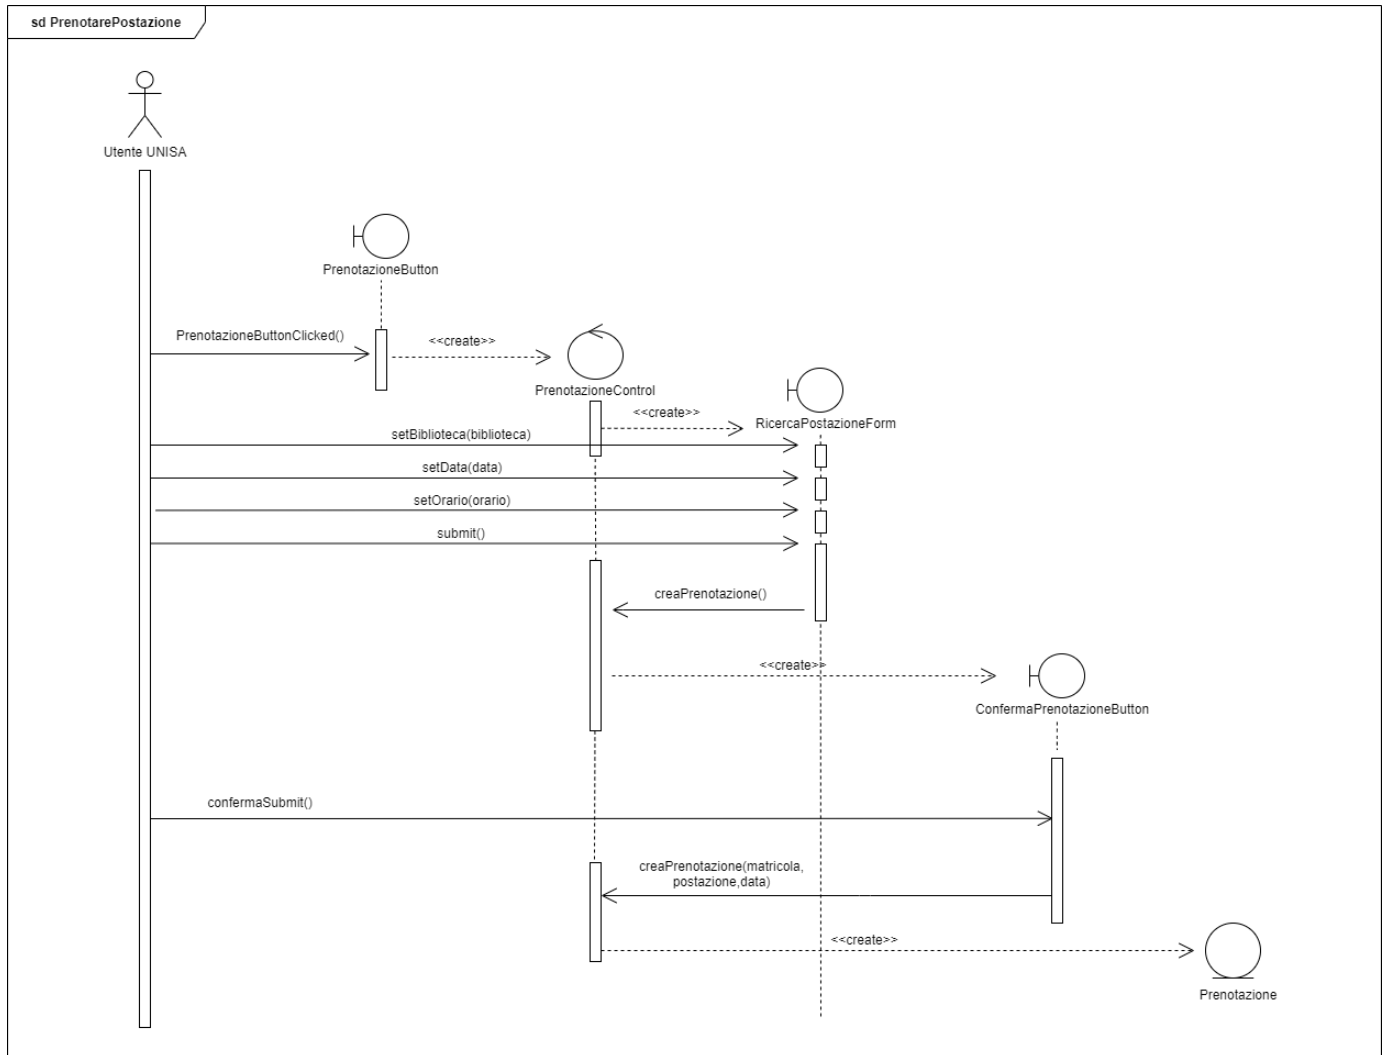 sd PrenotarePostazione
Utente UNISA
PrenotazioneButton
PrenotazioneButtonClicked()
<<create>>
PrenotazioneControl
<<create>>
RicercaPostazioneForm
setBiblioteca(biblioteca)
setData(data)
setOrario(orario)
submit()
creaPrenotazione()
<<create>>
ConfermaPrenotazioneButton
confermaSubmit()
creaPrenotazione(matricola,
postazione,data)
<<create>>
Prenotazione